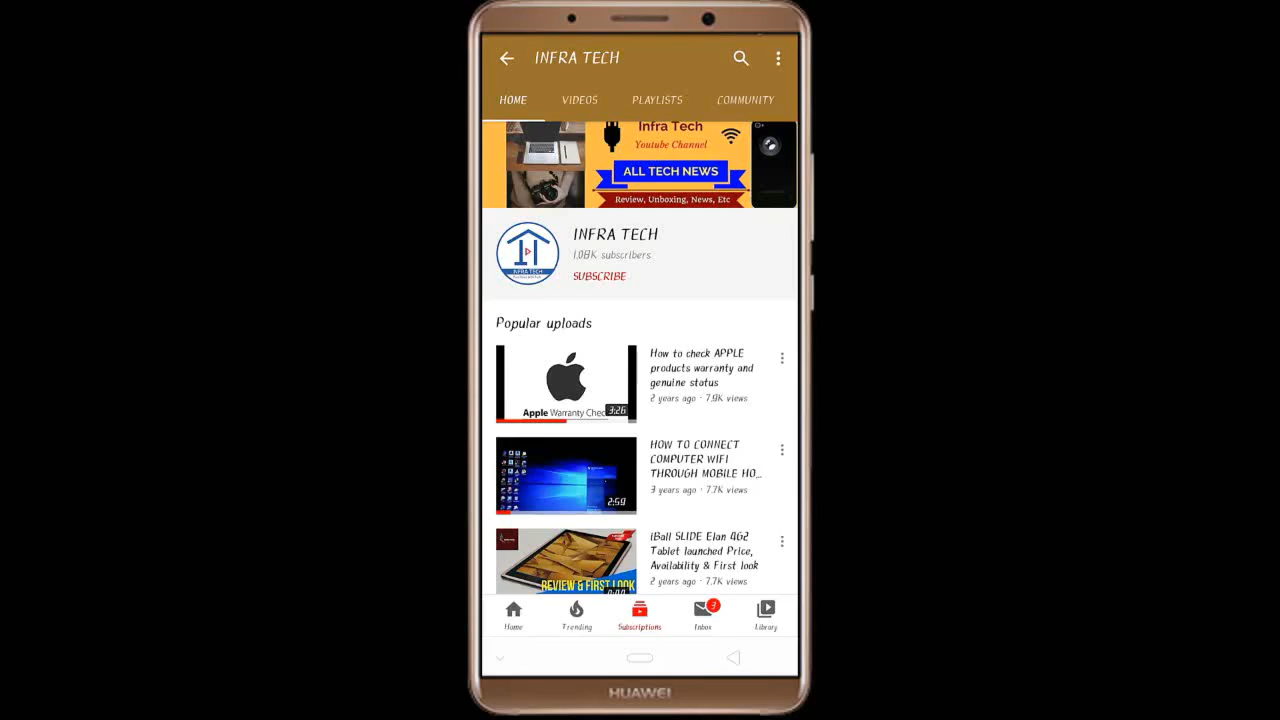 INFRA TECH
HOME VIDEOS PLAYLISTS COMMUNITY
Infra Tech
Youtube Channel
ALL TECH NEWS
Review, Unboxing, News, Etc
INFRA TECH
1.08K subscribers
SUBSCRIBE
INFRA TECH
Popular uploads
How to check APPLE
products warranty and
genuine status
2 years ago · 7.9K views
Apple Warranty Chec
3:26
HOW TO CONNECT
COMPUTER WIFI
THROUGH MOBILE HO...
3 years ago · 7.7K views
2:59
iBall SLIDE Elan 4G2
Tablet launched Price,
Availability & First look
2 years ago · 7.7K views
REVIEW & FIRST LOOK
Home Trending Subscriptions Inbox Library
HUAWEI